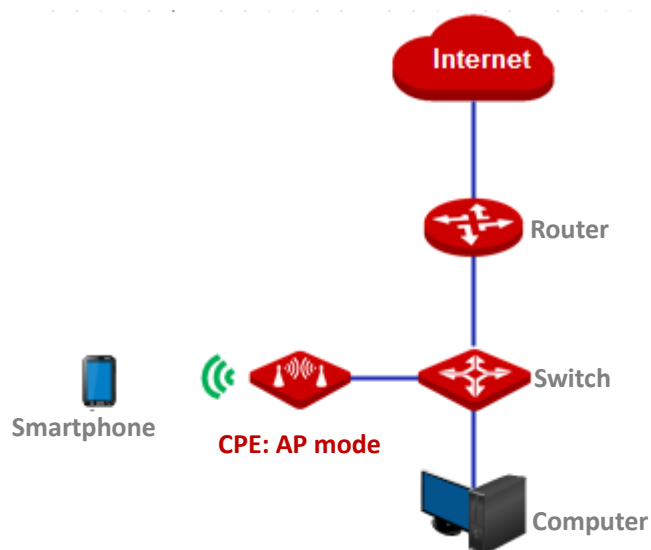 Internet
Router
Switch
Smartphone
CPE: AP mode
Computer